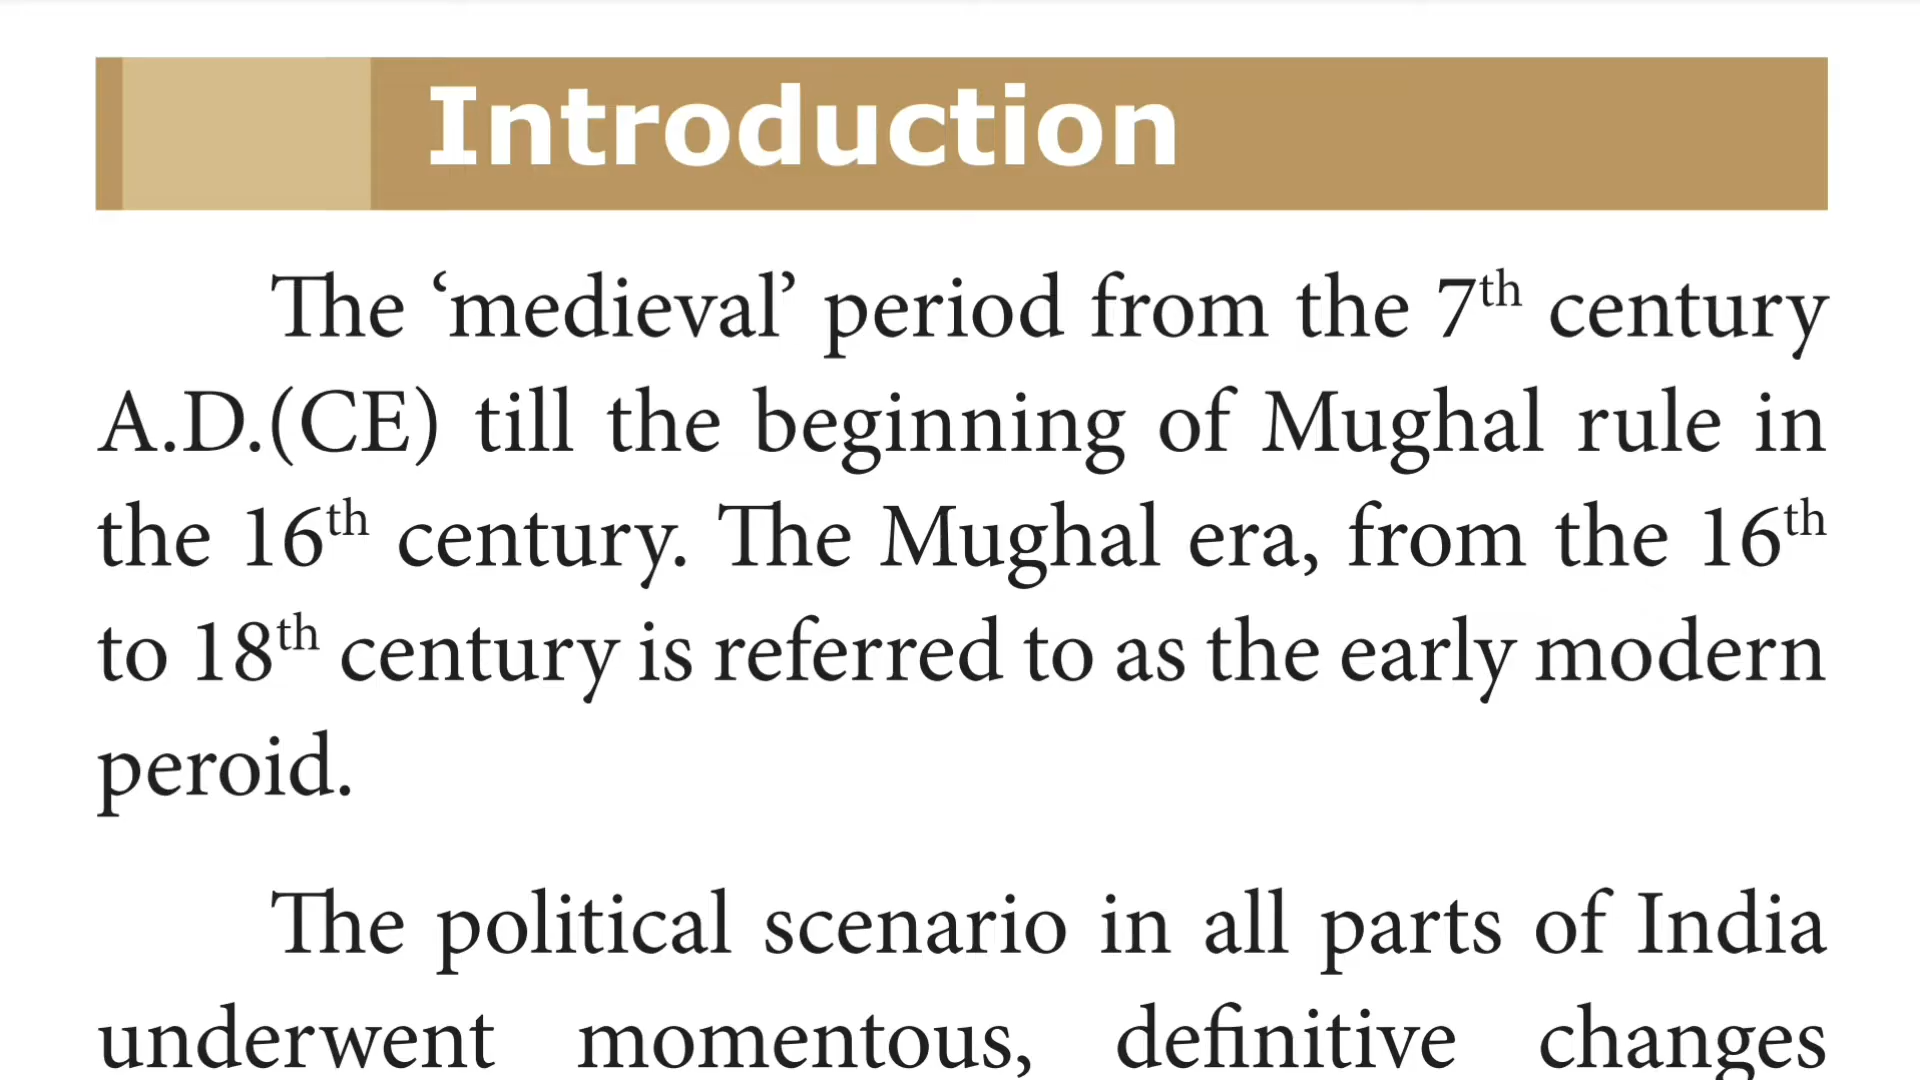 Introduction
The ‘medieval’ period from the 7th century
A.D.(CE) till the beginning of Mughal rule in
the 16th century. The Mughal era, from the 16th
to 18th century is referred to as the early modern
peroid.
The political scenario in all parts of India
underwent momentous, definitive changes